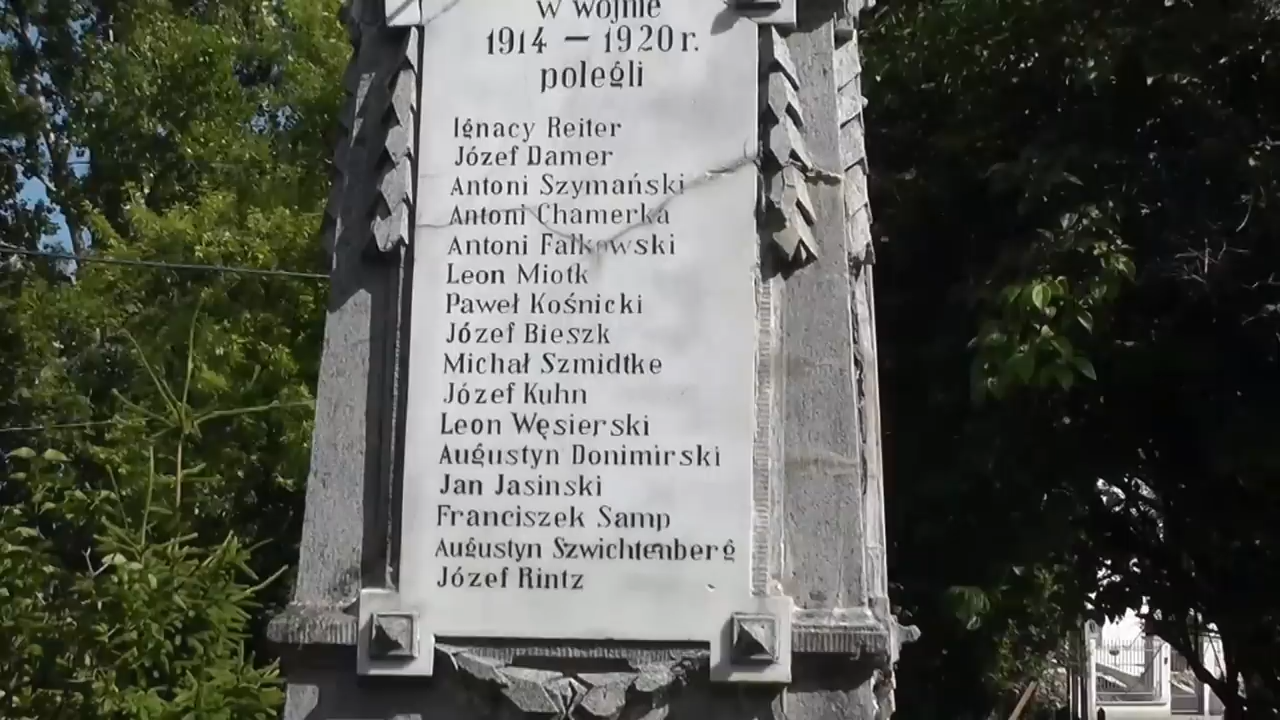 w wojnie
1914 – 1920 r.
polegli
Ignacy Reiter
Józef Damer
Antoni Szymański
Antoni Chamerka
Antoni Fałkowski
Leon Miotk
Paweł Kośnicki
Józef Bieszk
Michał Szmidtke
Józef Kuhn
Leon Węsierski
Augustyn Donimirski
Jan Jasinski
Franciszek Samp
Augustyn Szwichtenberg
Józef Rintz